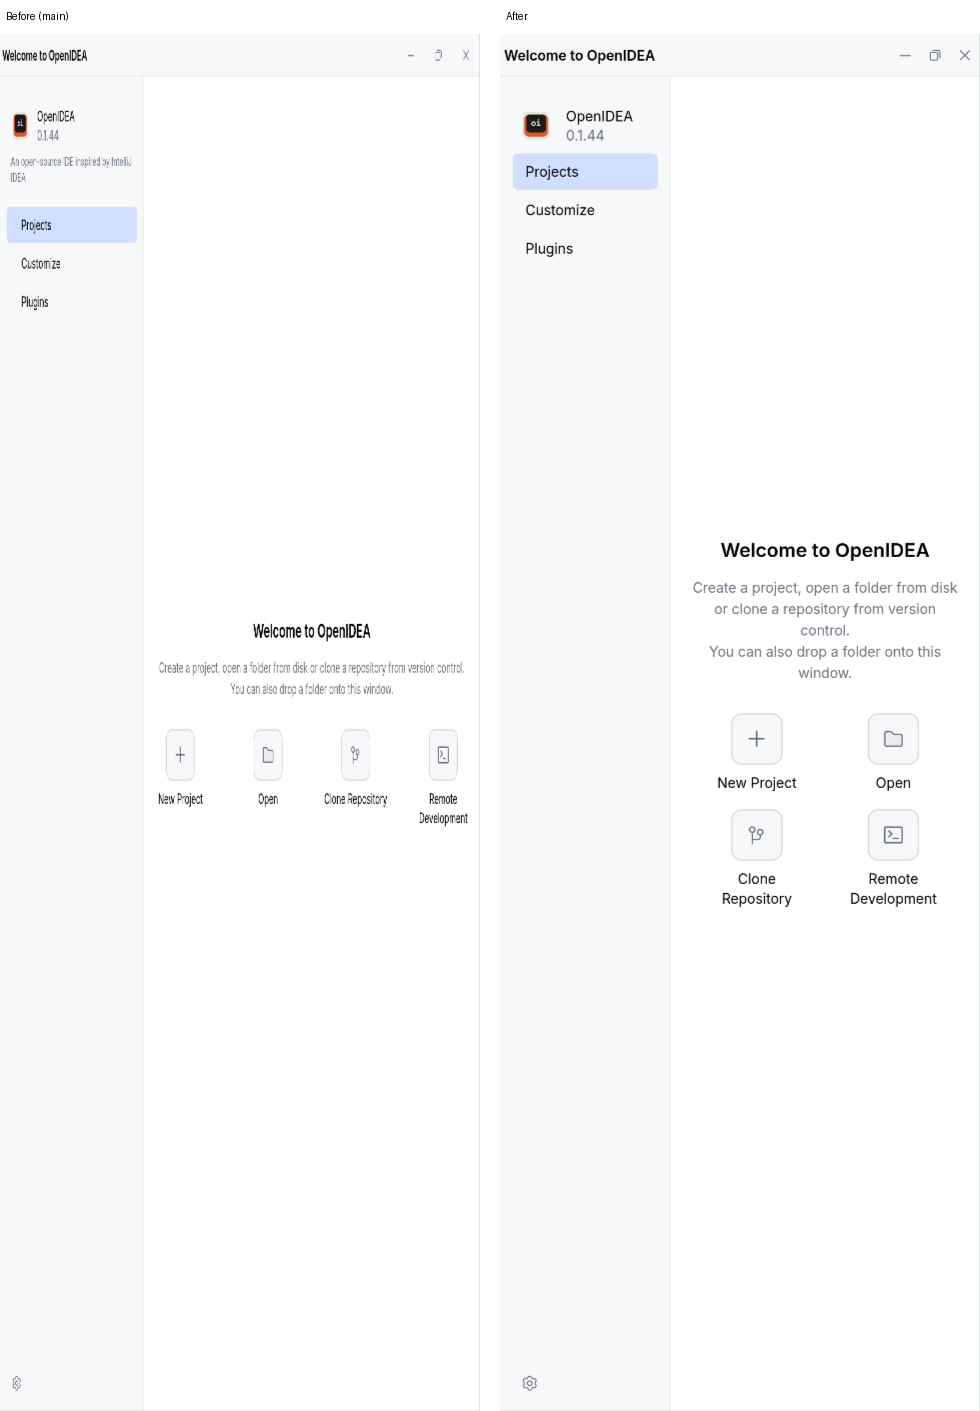 Before (main)
Welcome to OpenIDEA
oi
OpenIDEA
0.1.44
An open-source IDE inspired by IntelliJ
IDEA
Projects
Customize
Plugins
Welcome to OpenIDEA
Create a project, open a folder from disk or clone a repository from version control.
You can also drop a folder onto this window.
New Project
Open
Clone Repository
Remote
Development
After
Welcome to OpenIDEA
oi
OpenIDEA
0.1.44
Projects
Customize
Plugins
Welcome to OpenIDEA
Create a project, open a folder from disk
or clone a repository from version
control.
You can also drop a folder onto this
window.
New Project
Open
Clone
Repository
Remote
Development